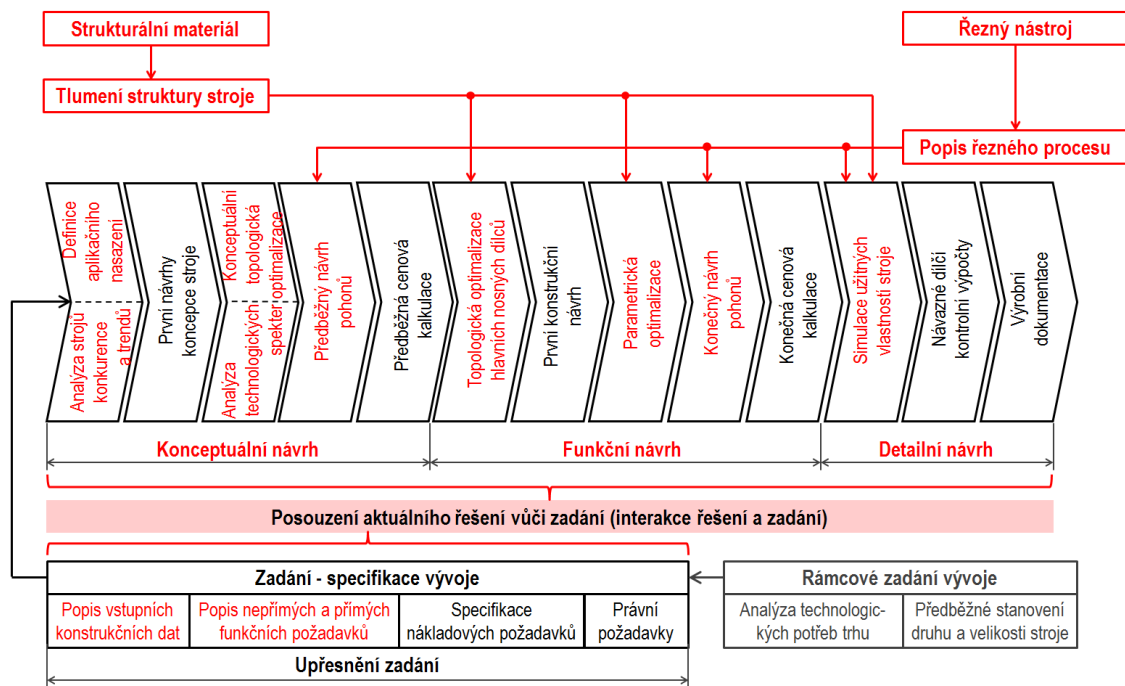 Strukturální materiál
Řezný nástroj
Tlumení struktury stroje
Popis řezného procesu
Definice
aplikačního
nasazení
Analýza strojů
konkurence
a trendů
První návrhy
koncepce stroje
Konceptuální
topologická
optimalizace
Analýza
technologických
spekter
Předběžný návrh
pohonů
Předběžná cenová
kalkulace
Topologická optimalizace
hlavních nosných dílců
První konstrukční
návrh
Parametrická
optimalizace
Konečný návrh
pohonů
Konečná cenová
kalkulace
Simulace užitných
vlastností stroje
Návazné dílčí
kontrolní výpočty
Výrobní
dokumentace
Konceptuální návrh
Funkční návrh
Detailní návrh
Posouzení aktuálního řešení vůči zadání (interakce řešení a zadání)
Zadání - specifikace vývoje
Popis vstupních
konstrukčních dat
Popis nepřímých a přímých
funkčních požadavků
Specifikace
nákladových požadavků
Právní
požadavky
Upřesnění zadání
Rámcové zadání vývoje
Analýza technologic-
kých potřeb trhu
Předběžné stanovení
druhu a velikosti stroje